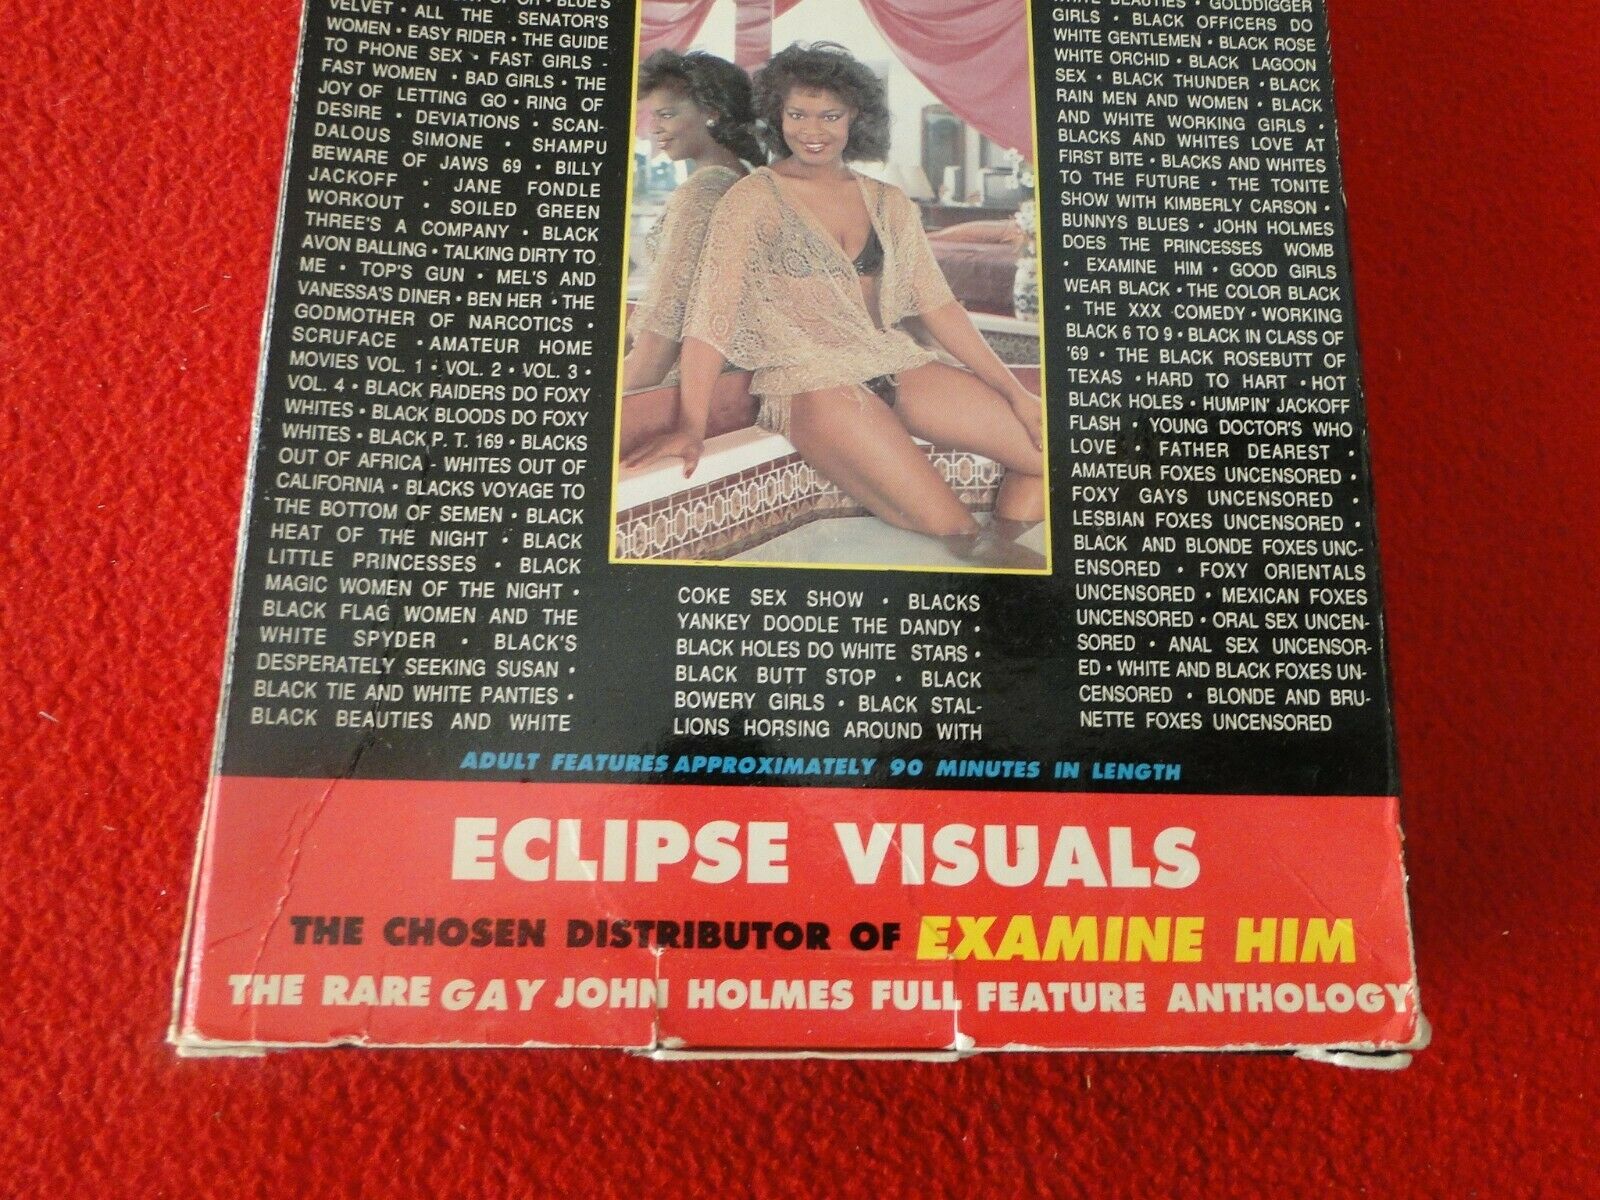 VELVET • ALL THE SENATOR'S
WOMEN • EASY RIDER • THE GUIDE
TO PHONE SEX • FAST GIRLS -
FAST WOMEN • BAD GIRLS • THE
JOY OF LETTING GO • RING OF
DESIRE • DEVIATIONS • SCAN-
DALOUS SIMONE • SHAMPU
BEWARE OF JAWS 69 • BILLY
JACKOFF • JANE FONDLE
WORKOUT • SOILED GREEN
THREE'S A COMPANY • BLACK
AVON BALLING • TALKING DIRTY TO
ME • TOP'S GUN • MEL'S AND
VANESSA'S DINER • BEN HER • THE
GODMOTHER OF NARCOTICS •
SCRUFACE • AMATEUR HOME
MOVIES VOL. 1 • VOL. 2 • VOL. 3 •
VOL. 4 • BLACK RAIDERS DO FOXY
WHITES • BLACK BLOODS DO FOXY
WHITES • BLACK P. T. 169 • BLACKS
OUT OF AFRICA • WHITES OUT OF
CALIFORNIA • BLACKS VOYAGE TO
THE BOTTOM OF SEMEN • BLACK
HEAT OF THE NIGHT • BLACK
LITTLE PRINCESSES • BLACK
MAGIC WOMEN OF THE NIGHT •
BLACK FLAG WOMEN AND THE
WHITE SPYDER • BLACK'S
DESPERATELY SEEKING SUSAN •
BLACK TIE AND WHITE PANTIES •
BLACK BEAUTIES AND WHITE
COKE SEX SHOW • BLACKS
YANKEY DOODLE THE DANDY •
BLACK HOLES DO WHITE STARS •
BLACK BUTT STOP • BLACK
BOWERY GIRLS • BLACK STAL-
LIONS HORSING AROUND WITH
WHITE BEAUTIES • GOLDDIGGER
GIRLS • BLACK OFFICERS DO
WHITE GENTLEMEN • BLACK ROSE
WHITE ORCHID • BLACK LAGOON
SEX • BLACK THUNDER • BLACK
RAIN MEN AND WOMEN • BLACK
AND WHITE WORKING GIRLS •
BLACKS AND WHITES LOVE AT
FIRST BITE • BLACKS AND WHITES
TO THE FUTURE • THE TONITE
SHOW WITH KIMBERLY CARSON •
BUNNYS BLUES • JOHN HOLMES
DOES THE PRINCESSES WOMB
• EXAMINE HIM • GOOD GIRLS
WEAR BLACK • THE COLOR BLACK
• THE XXX COMEDY • WORKING
BLACK 6 TO 9 • BLACK IN CLASS OF
'69 • THE BLACK ROSEBUTT OF
TEXAS • HARD TO HART • HOT
BLACK HOLES • HUMPIN' JACKOFF
FLASH • YOUNG DOCTOR'S WHO
LOVE • FATHER DEAREST •
AMATEUR FOXES UNCENSORED •
FOXY GAYS UNCENSORED •
LESBIAN FOXES UNCENSORED •
BLACK AND BLONDE FOXES UNC-
ENSORED • FOXY ORIENTALS
UNCENSORED • MEXICAN FOXES
UNCENSORED • ORAL SEX UNCEN-
SORED • ANAL SEX UNCENSOR-
ED • WHITE AND BLACK FOXES UN-
CENSORED • BLONDE AND BRU-
NETTE FOXES UNCENSORED
ADULT FEATURES APPROXIMATELY 90 MINUTES IN LENGTH
ECLIPSE VISUALS
THE CHOSEN DISTRIBUTOR OF EXAMINE HIM
THE RARE GAY JOHN HOLMES FULL FEATURE ANTHOLOGY